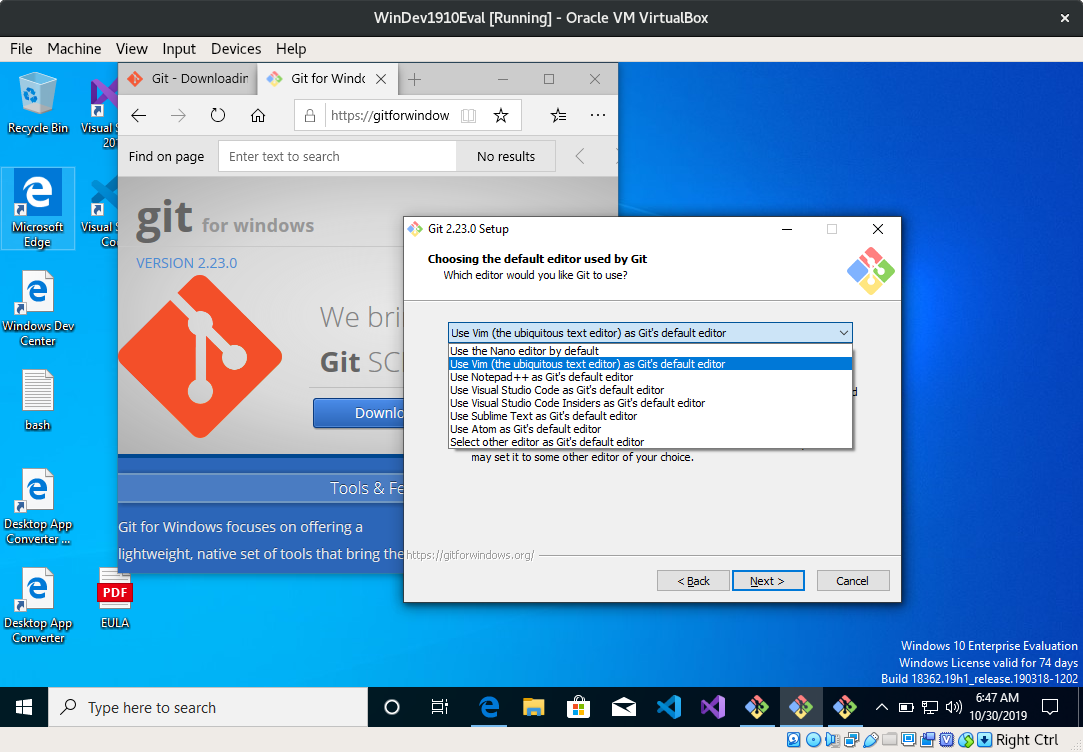 WinDev1910Eval [Running] - Oracle VM VirtualBox
File Machine View Input Devices Help
Recycle Bin
Visual S
20
Microsoft
Edge
Visual S
Co
Windows Dev
Center
bash
Desktop App
Converter ...
Desktop App
Converter
PDF
EULA
Git - Downloadin
Git for Windo
https://gitforwindow
Find on page
Enter text to search
No results
git for windows
VERSION 2.23.0
We bri
Git SC
Downlo
Tools & Fe
Git for Windows focuses on offering a
lightweight, native set of tools that bring the
Git 2.23.0 Setup
Choosing the default editor used by Git
Which editor would you like Git to use?
Use Vim (the ubiquitous text editor) as Git's default editor
Use the Nano editor by default
Use Vim (the ubiquitous text editor) as Git's default editor
Use Notepad++ as Git's default editor
Use Visual Studio Code as Git's default editor
Use Visual Studio Code Insiders as Git's default editor
Use Sublime Text as Git's default editor
Use Atom as Git's default editor
Select other editor as Git's default editor
may set it to some other editor of your choice.
https://gitforwindows.org/
< Back
Next >
Cancel
Windows 10 Enterprise Evaluation
Windows License valid for 74 days
Build 18362.19h1_release.190318-1202
Type here to search
6:47 AM
10/30/2019
Right Ctrl